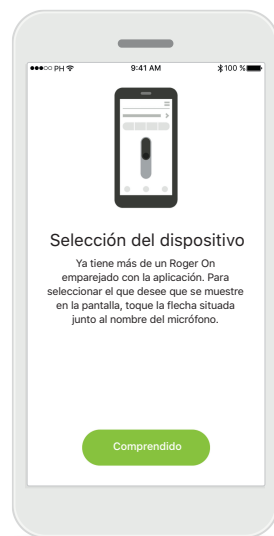 ●●●○○ PH 9:41 AM 100 %
Selección del dispositivo
Ya tiene más de un Roger On
emparejado con la aplicación. Para
seleccionar el que desee que se muestre
en la pantalla, toque la flecha situada
junto al nombre del micrófono.
Comprendido